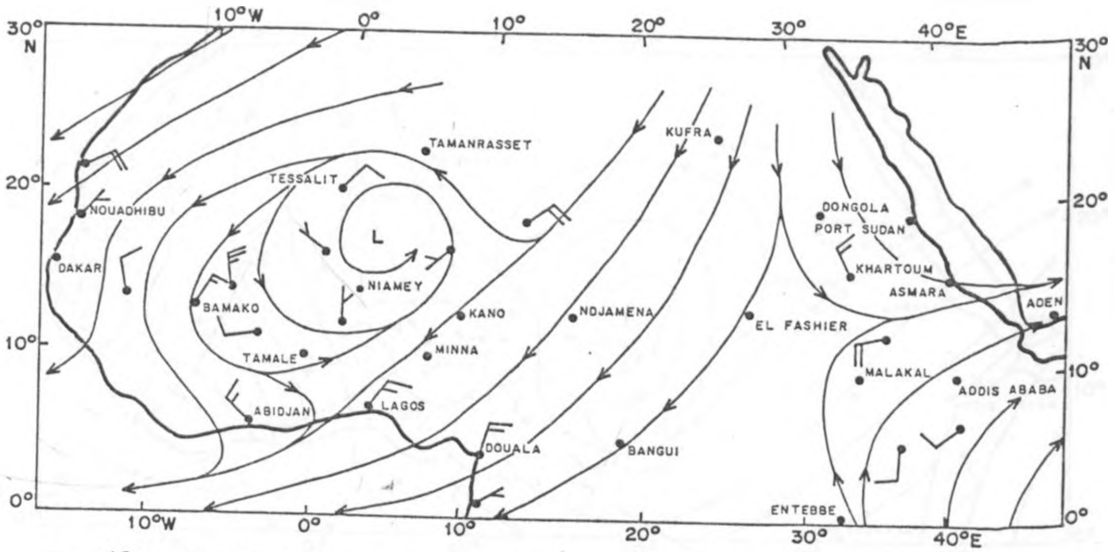 10°W 0° 10°E 20° 30° 40°E
30° N
30° N
KUFRA
TAMANRASSET
20°
TESSALIT
20°
NOUADHIBU
DONGOLA
PORT SUDAN
L
DAKAR
KHARTOUM
NIAMEY
ASMARA
BAMAKO
ADEN
KANO
NDJAMENA
EL FASHIER
10°
TAMALE
MINNA
MALAKAL
10°
ADDIS ABABA
ABIDJAN
LAGOS
DOUALA
BANGUI
0°
ENTEBBE
0°
10°W 0° 10°E 20° 30° 40°E